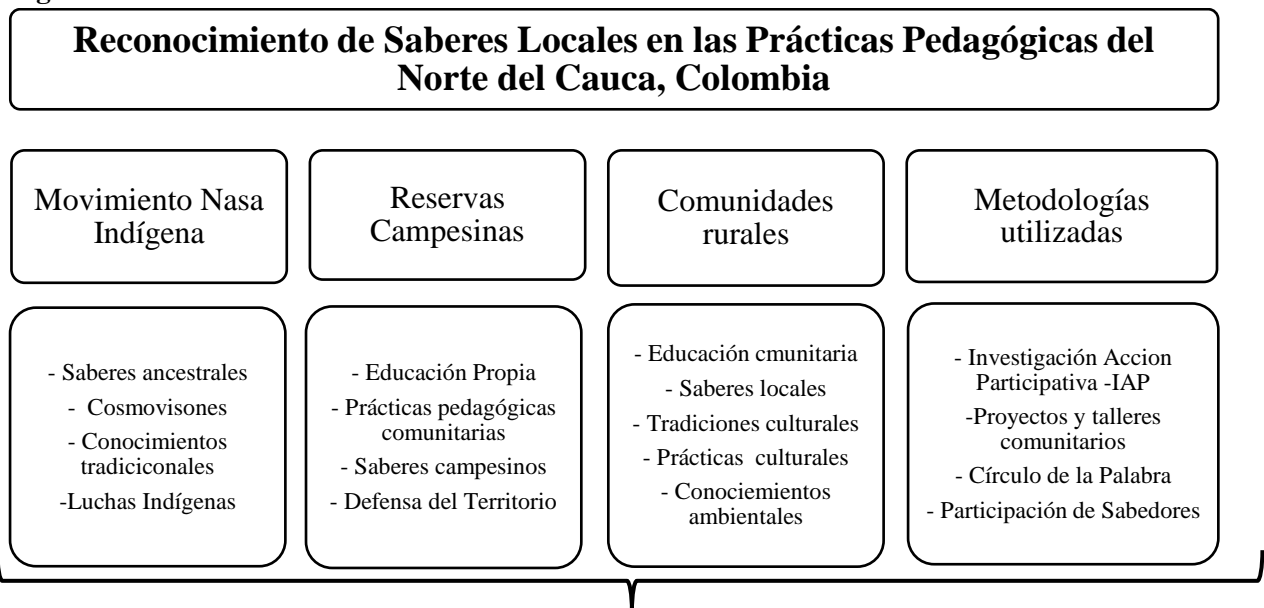 Reconocimiento de Saberes Locales en las Prácticas Pedagógicas del
Norte del Cauca, Colombia
Movimiento Nasa
Indígena
- Saberes ancestrales
- Cosmovisones
- Conocimientos
tradiciconales
-Luchas Indígenas
Reservas
Campesinas
- Educación Propia
- Prácticas pedagógicas
comunitarias
- Saberes campesinos
- Defensa del Territorio
Comunidades
rurales
- Educación cmunitaria
- Saberes locales
- Tradiciones culturales
- Prácticas culturales
- Conociemientos
ambientales
Metodologías
utilizadas
- Investigación Accion
Participativa -IAP
-Proyectos y talleres
comunitarios
- Círculo de la Palabra
- Participación de Sabedores